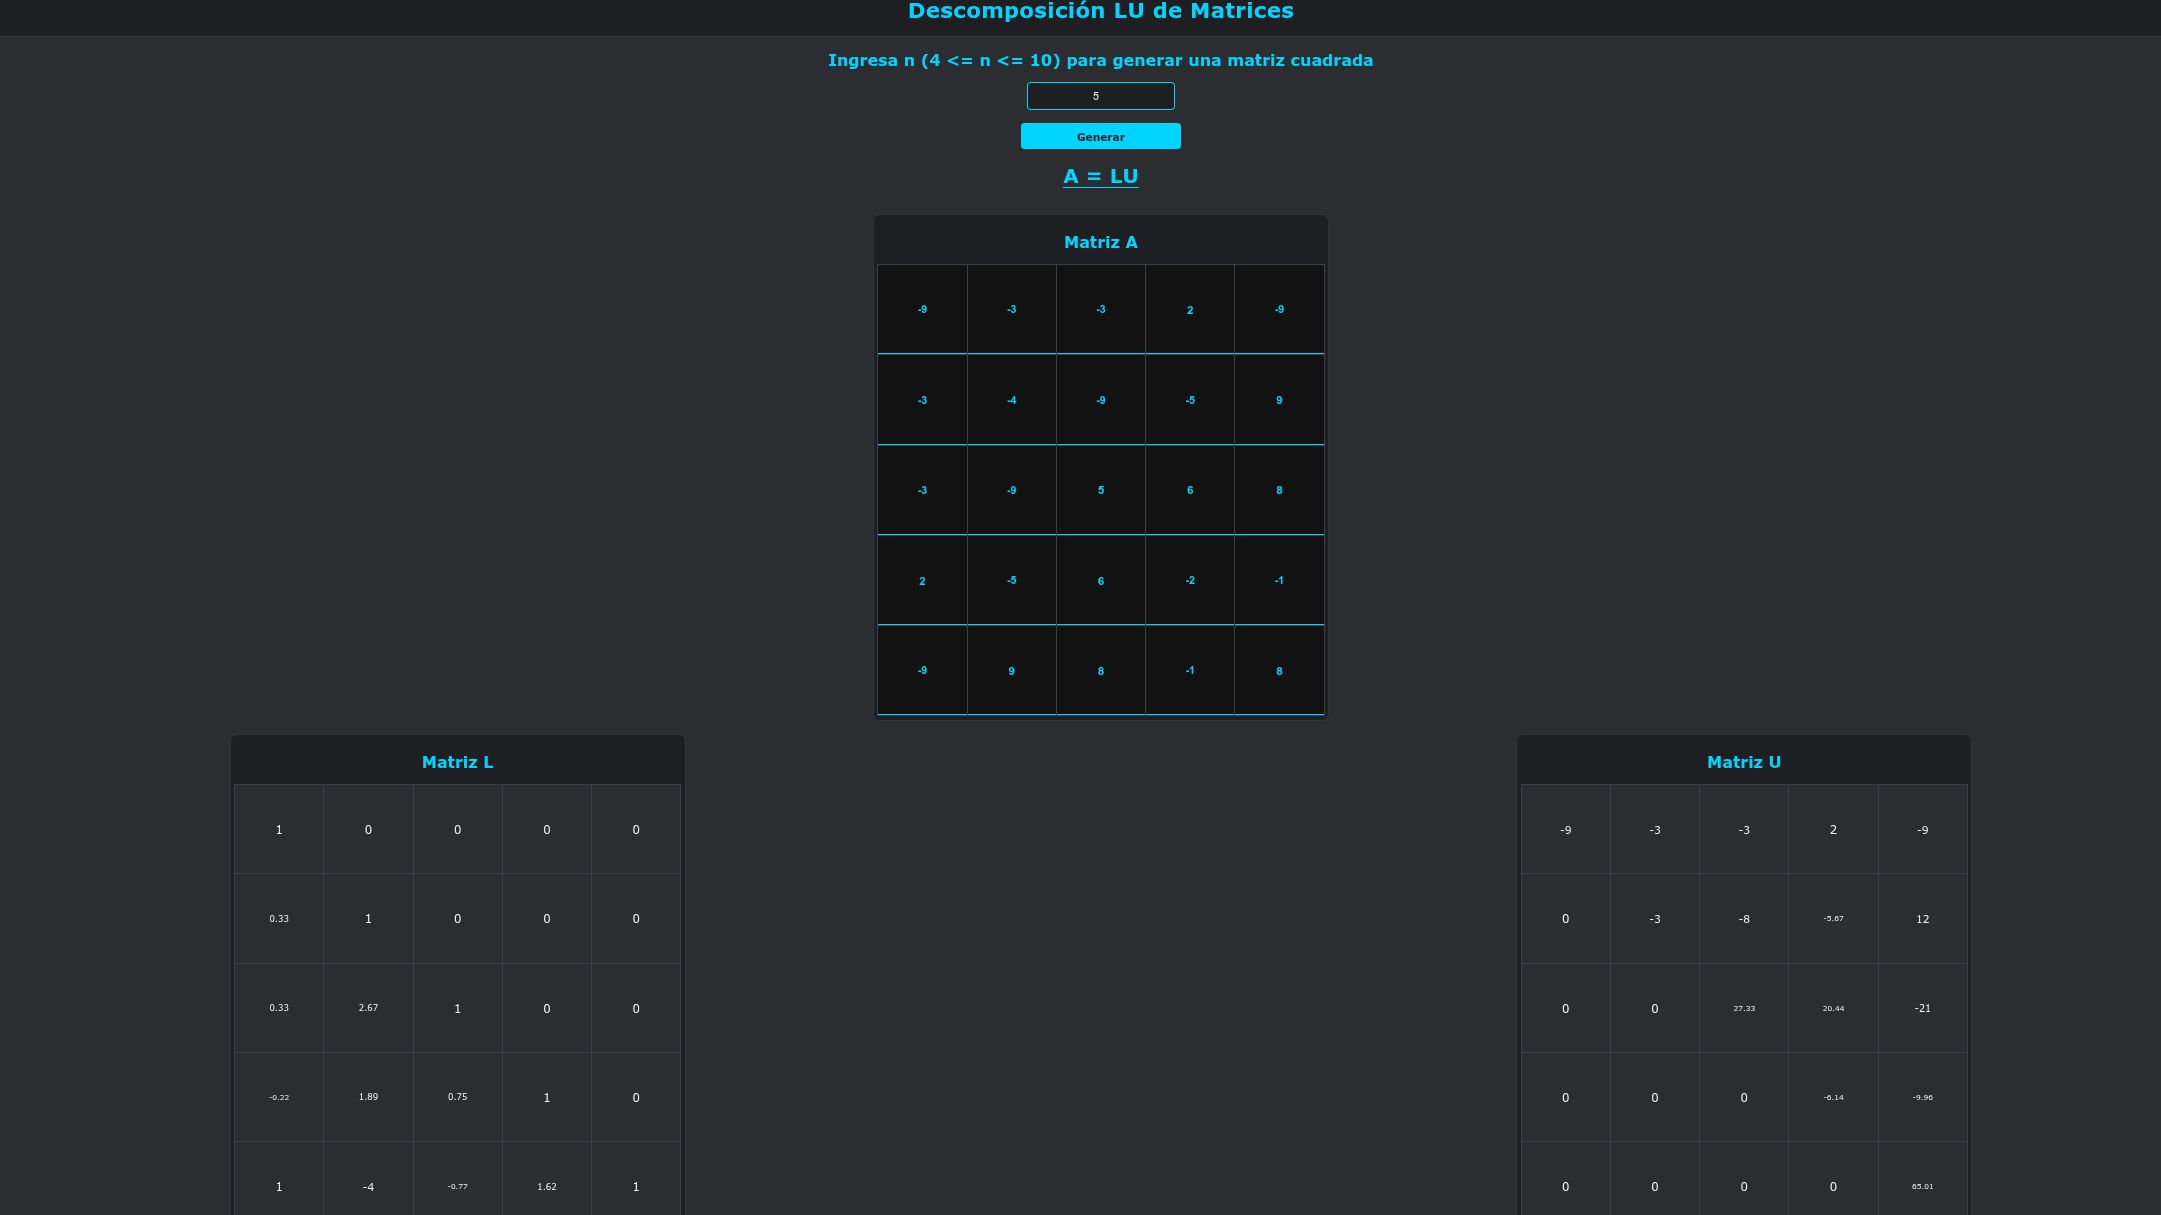 Descomposición LU de Matrices
Ingresa n (4 <= n <= 10) para generar una matriz cuadrada
5
Generar
A = LU
Matriz A
-9 -3 -3 2 -9
-3 -4 -9 -5 9
-3 -9 5 6 8
2 -5 6 -2 -1
-9 9 8 -1 8
Matriz L
1 0 0 0 0
0.33 1 0 0 0
0.33 2.67 1 0 0
-0.22 1.89 0.75 1 0
1 -4 -0.77 1.62 1
Matriz U
-9 -3 -3 2 -9
0 -3 -8 -5.67 12
0 0 27.33 20.44 -21
0 0 0 -6.14 -9.96
0 0 0 0 65.01